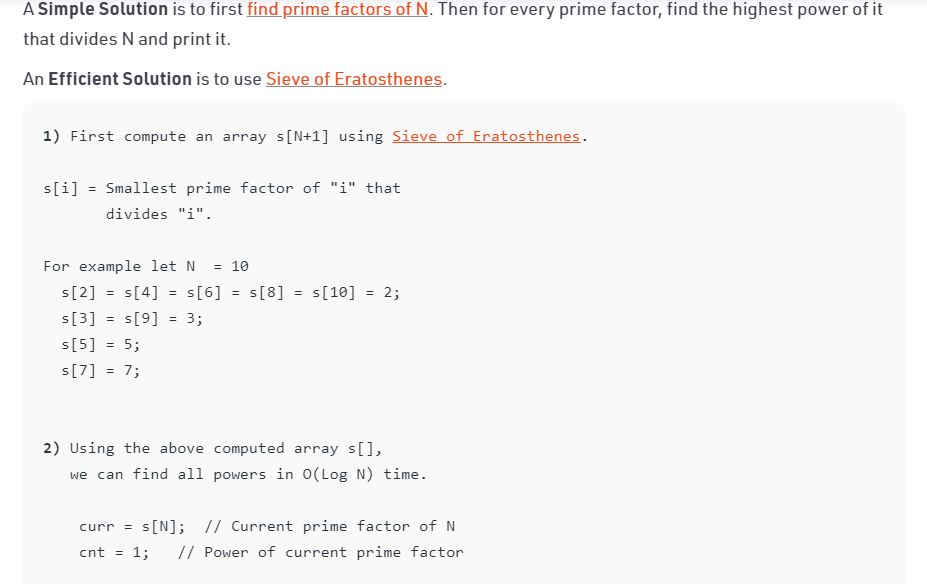 A Simple Solution is to first find prime factors of N. Then for every prime factor, find the highest power of it
that divides N and print it.
An Efficient Solution is to use Sieve of Eratosthenes.
1) First compute an array s[N+1] using Sieve of Eratosthenes.
s[i] = Smallest prime factor of "i" that
divides "i".
For example let N  = 10
s[2] = s[4] = s[6] = s[8] = s[10] = 2;
s[3] = s[9] = 3;
s[5] = 5;
s[7] = 7;
2) Using the above computed array s[],
we can find all powers in O(Log N) time.
curr = s[N];  // Current prime factor of N
cnt = 1;   // Power of current prime factor